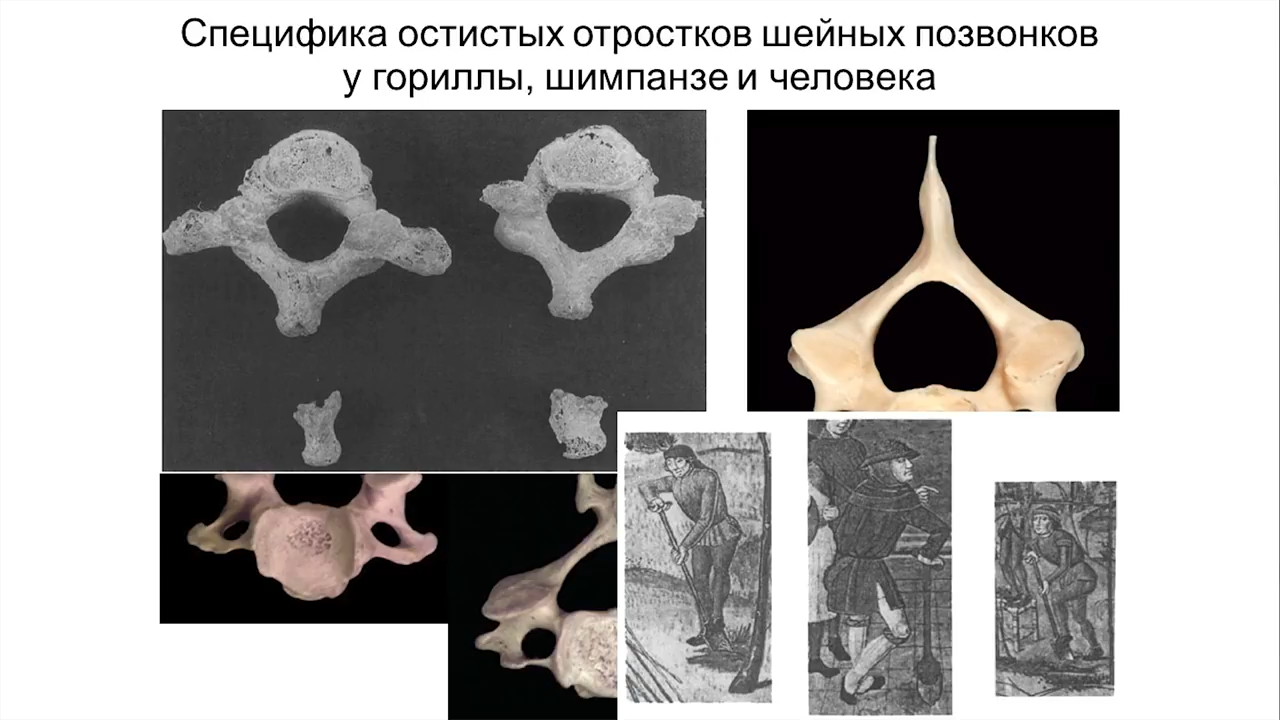 Специфика остистых отростков шейных позвонков
у гориллы, шимпанзе и человека